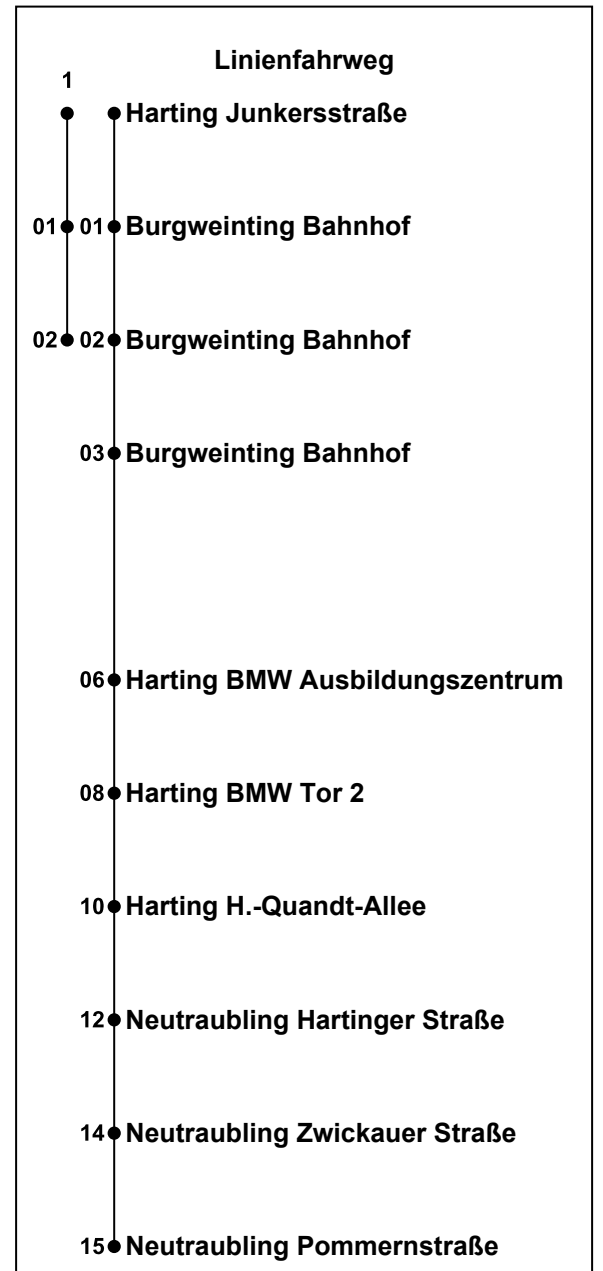 Linienfahrweg
1
Harting Junkersstraße
01 01 Burgweinting Bahnhof
02 02 Burgweinting Bahnhof
03 Burgweinting Bahnhof
06 Harting BMW Ausbildungszentrum
08 Harting BMW Tor 2
10 Harting H.-Quandt-Allee
12 Neutraubling Hartinger Straße
14 Neutraubling Zwickauer Straße
15 Neutraubling Pommernstraße